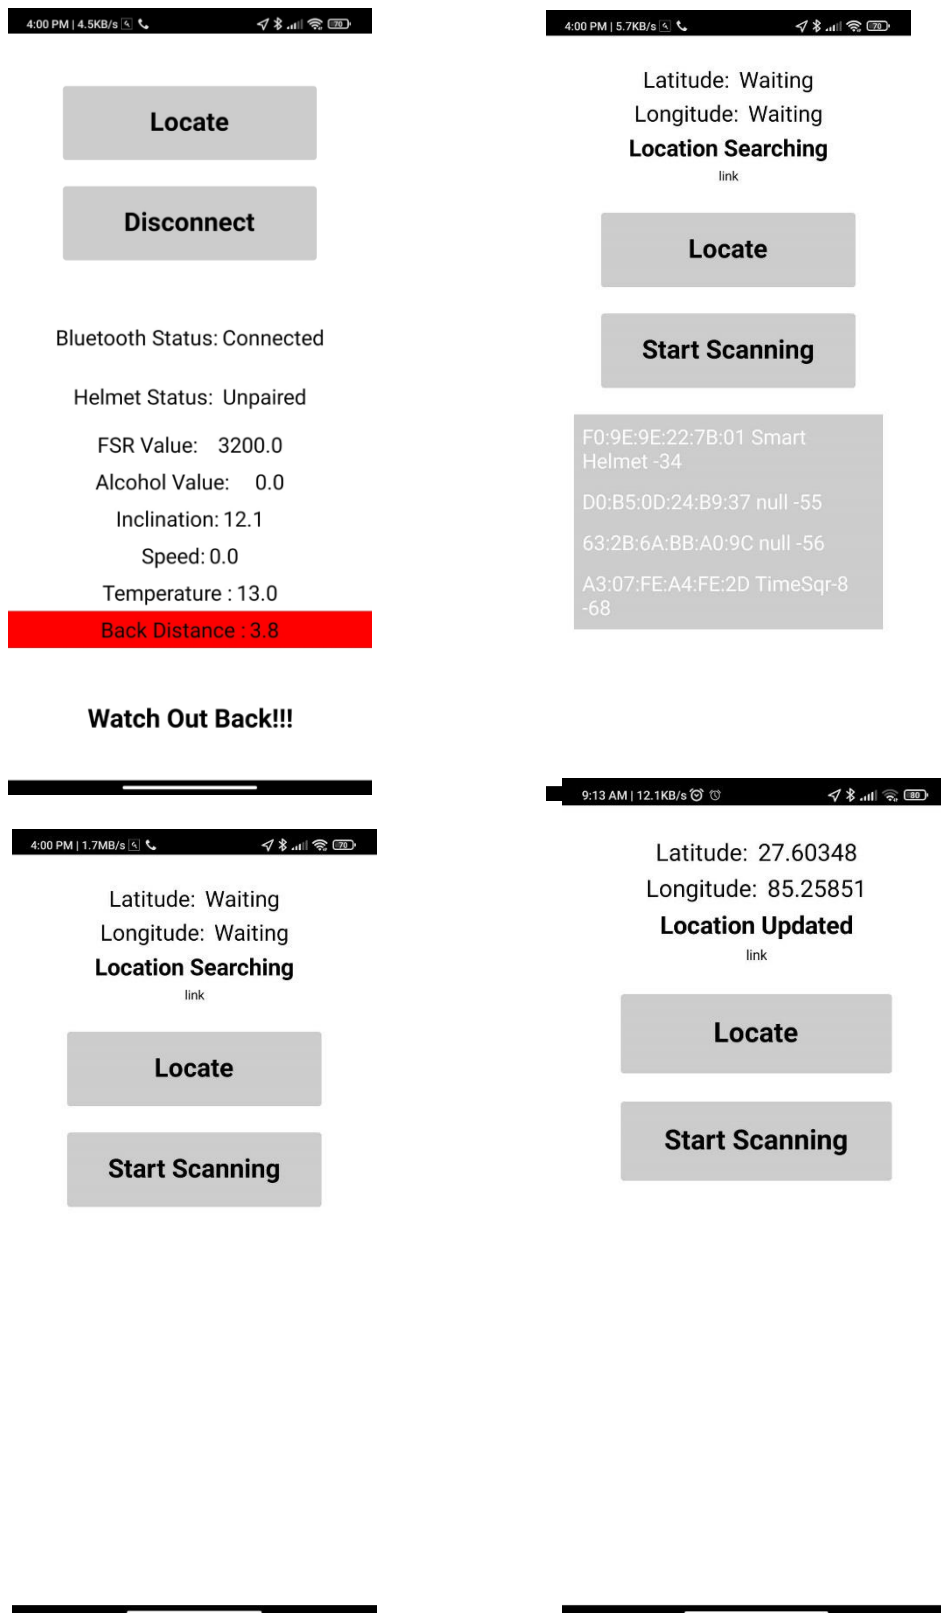 4:00 PM | 4.5KB/s
70
Locate
Disconnect
Bluetooth Status: Connected
Helmet Status: Unpaired
FSR Value: 3200.0
Alcohol Value: 0.0
Inclination: 12.1
Speed: 0.0
Temperature : 13.0
Back Distance : 3.8
Watch Out Back!!!
4:00 PM | 5.7KB/s
70
Latitude: Waiting
Longitude: Waiting
Location Searching
link
Locate
Start Scanning
F0:9E:9E:22:7B:01 Smart
Helmet -34
D0:B5:0D:24:B9:37 null -55
63:2B:6A:BB:A0:9C null -56
A3:07:FE:A4:FE:2D TimeSqr-8
-68
4:00 PM | 1.7MB/s
70
Latitude: Waiting
Longitude: Waiting
Location Searching
link
Locate
Start Scanning
9:13 AM | 12.1KB/s
80
Latitude: 27.60348
Longitude: 85.25851
Location Updated
link
Locate
Start Scanning